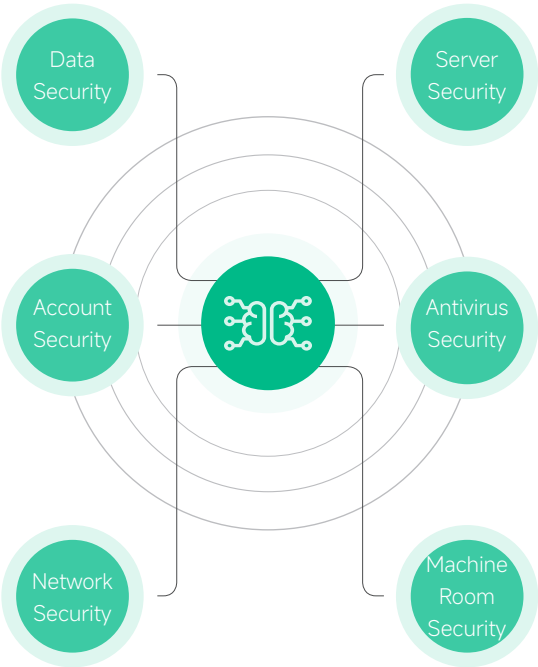 Data
Security
Server
Security
Account
Security
Antivirus
Security
Network
Security
Machine
Room
Security